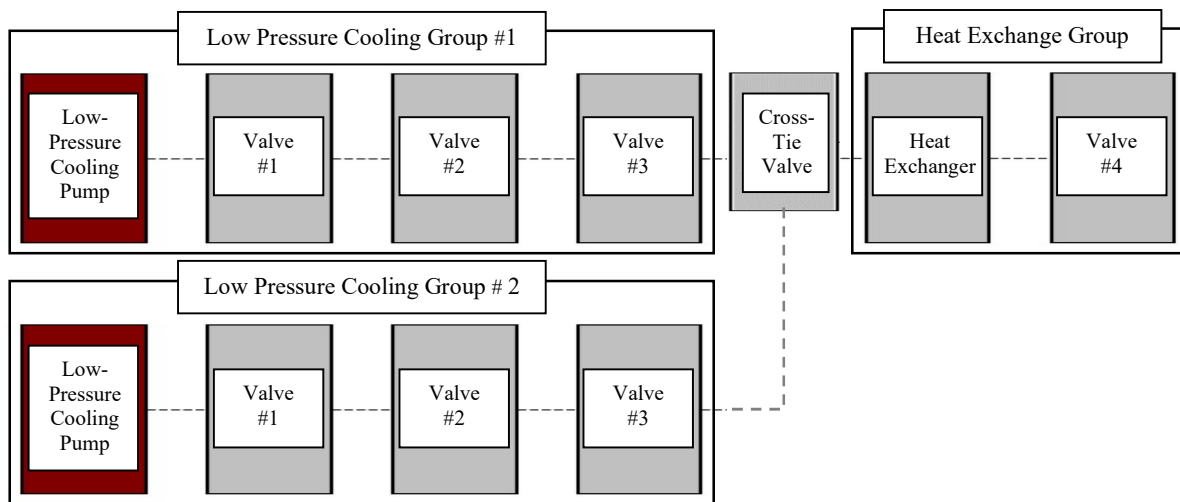 Low Pressure Cooling Group #1
Heat Exchange Group
Low-
Pressure
Cooling
Pump
Valve
#1
Valve
#2
Valve
#3
Cross-
Tie
Valve
Heat
Exchanger
Valve
#4
Low Pressure Cooling Group # 2
Low-
Pressure
Cooling
Pump
Valve
#1
Valve
#2
Valve
#3